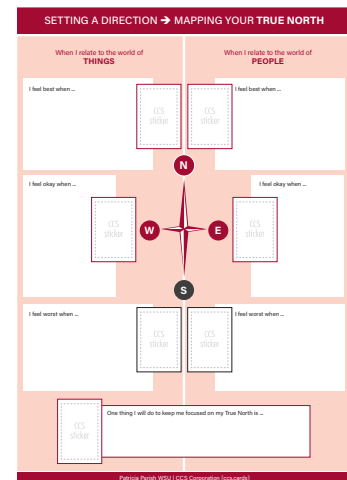 SETTING A DIRECTION → MAPPING YOUR TRUE NORTH
When I relate to the world of
THINGS
When I relate to the world of
PEOPLE
I feel best when ...
CCS
sticker
CCS
sticker
I feel best when ...
N
I feel okay when ...
CCS
sticker
W
E
CCS
sticker
I feel okay when ...
S
I feel worst when ...
CCS
sticker
CCS
sticker
I feel worst when ...
CCS
sticker
One thing I will do to keep me focused on my True North is ...
Patricia Parish WSU | CCS Corporation |ccs.cards|